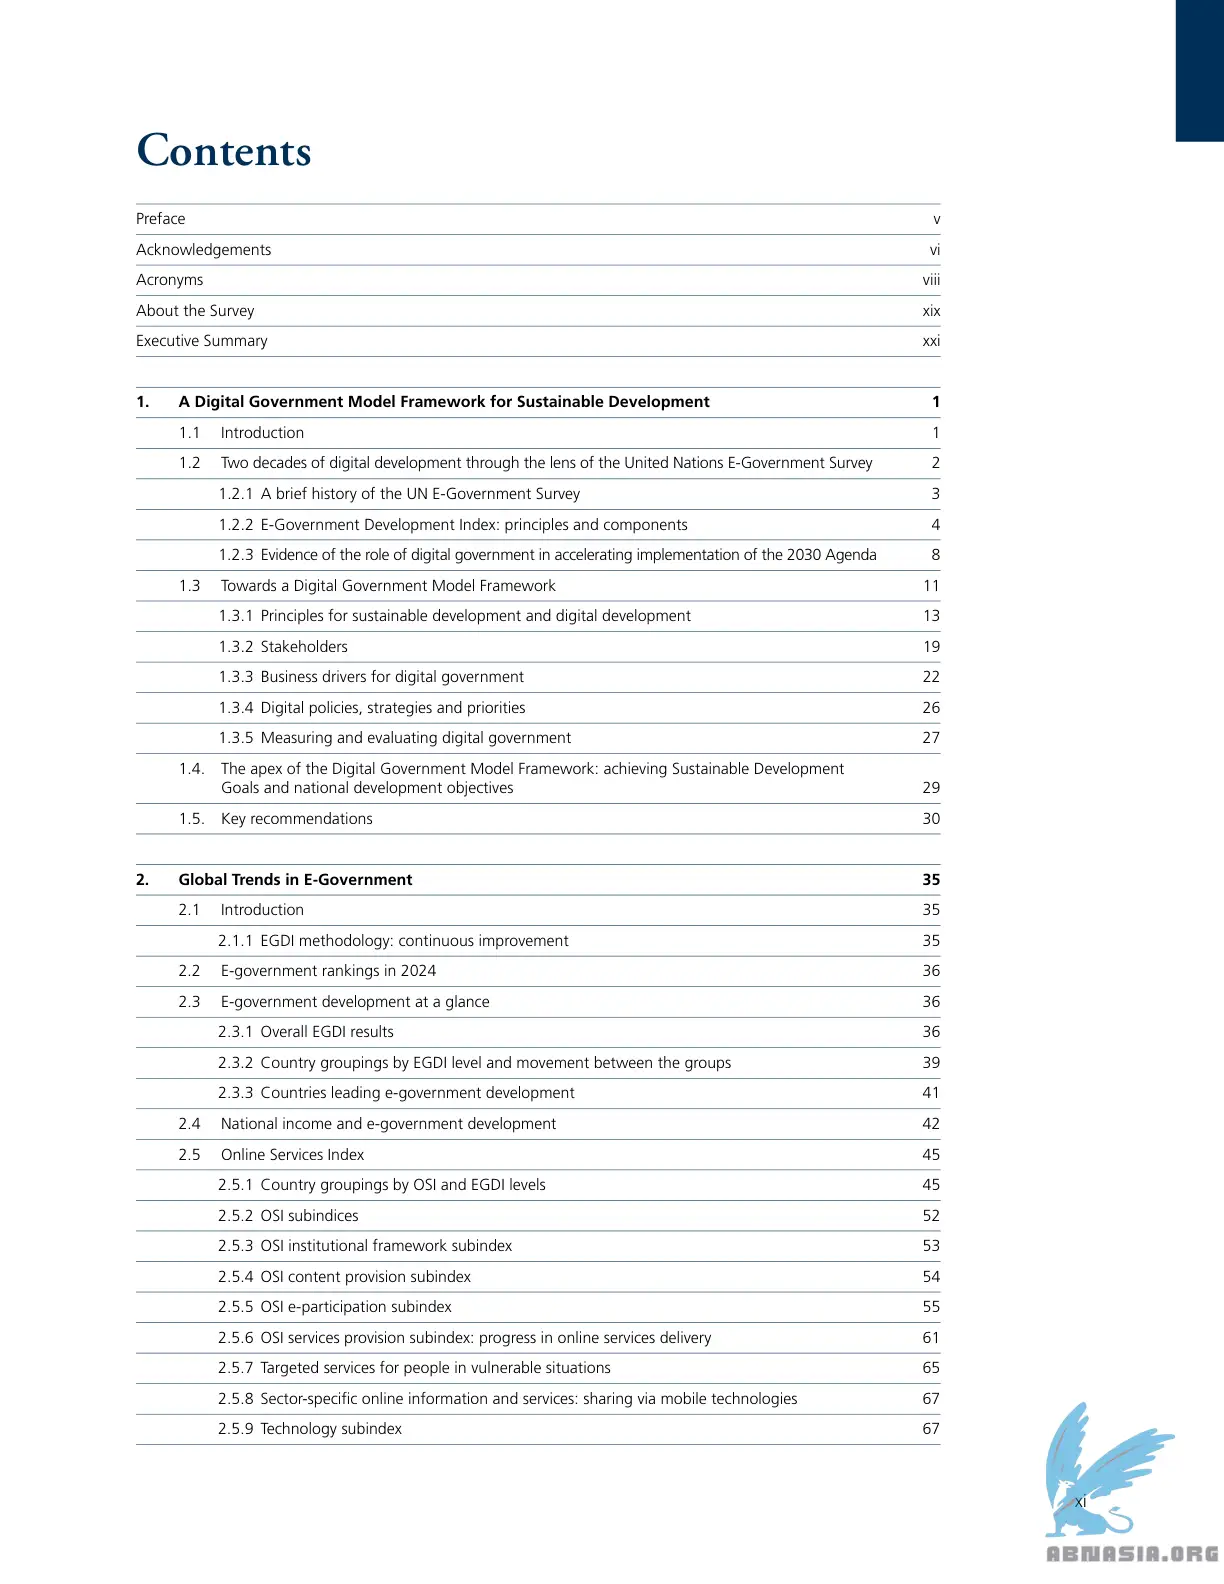 Contents
Preface v
Acknowledgements vi
Acronyms viii
About the Survey xix
Executive Summary xxi
1. A Digital Government Model Framework for Sustainable Development 1
1.1 Introduction 1
1.2 Two decades of digital development through the lens of the United Nations E-Government Survey 2
1.2.1 A brief history of the UN E-Government Survey 3
1.2.2 E-Government Development Index: principles and components 4
1.2.3 Evidence of the role of digital government in accelerating implementation of the 2030 Agenda 8
1.3 Towards a Digital Government Model Framework 11
1.3.1 Principles for sustainable development and digital development 13
1.3.2 Stakeholders 19
1.3.3 Business drivers for digital government 22
1.3.4 Digital policies, strategies and priorities 26
1.3.5 Measuring and evaluating digital government 27
1.4. The apex of the Digital Government Model Framework: achieving Sustainable Development
Goals and national development objectives 29
1.5. Key recommendations 30
2. Global Trends in E-Government 35
2.1 Introduction 35
2.1.1 EGDI methodology: continuous improvement 35
2.2 E-government rankings in 2024 36
2.3 E-government development at a glance 36
2.3.1 Overall EGDI results 36
2.3.2 Country groupings by EGDI level and movement between the groups 39
2.3.3 Countries leading e-government development 41
2.4 National income and e-government development 42
2.5 Online Services Index 45
2.5.1 Country groupings by OSI and EGDI levels 45
2.5.2 OSI subindices 52
2.5.3 OSI institutional framework subindex 53
2.5.4 OSI content provision subindex 54
2.5.5 OSI e-participation subindex 55
2.5.6 OSI services provision subindex: progress in online services delivery 61
2.5.7 Targeted services for people in vulnerable situations 65
2.5.8 Sector-specific online information and services: sharing via mobile technologies 67
2.5.9 Technology subindex 67
xi
ABNASIA.ORG